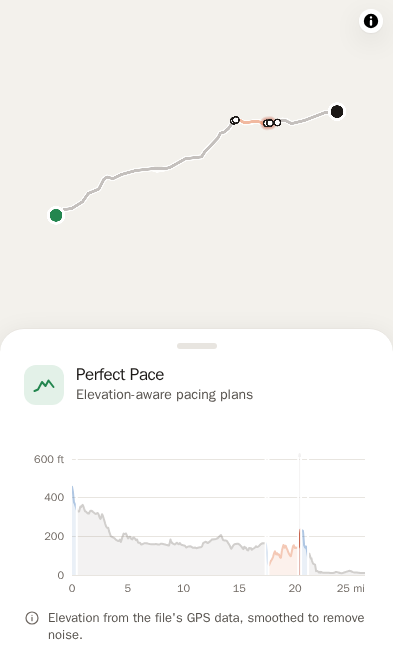 Perfect Pace
Elevation-aware pacing plans
600 ft
400
200
0
0 5 10 15 20 25 mi
Elevation from the file's GPS data, smoothed to remove
noise.